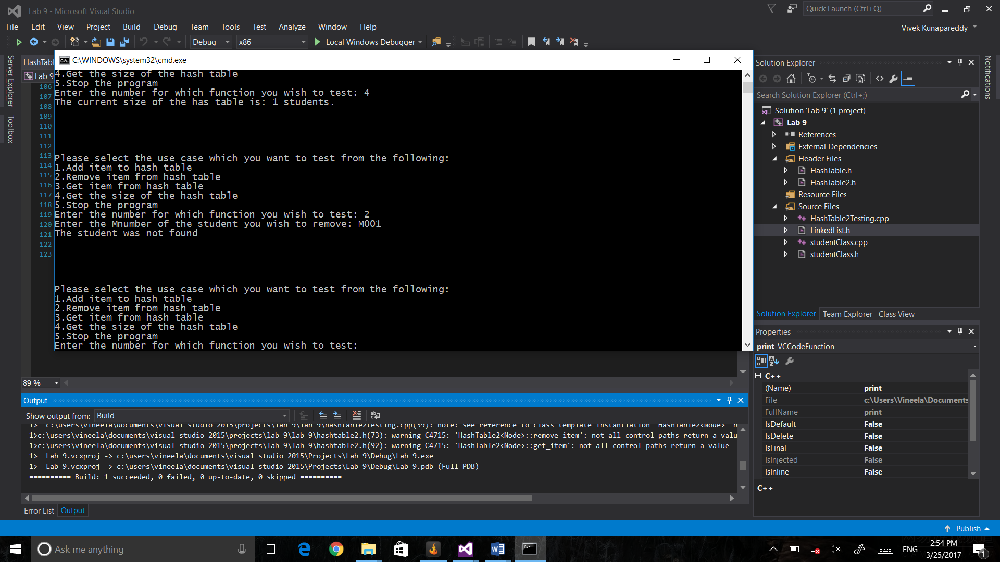 Lab 9 - Microsoft Visual Studio
Quick Launch (Ctrl+Q)
File Edit View Project Build Debug Team Tools Test Analyze Window Help
Vivek Kunapareddy
Debug x86 Local Windows Debugger
Server Explorer
Toolbox
HashTabl
Lab 9
106
107
108
109
110
111
112
113
114
115
116
117
118
119
120
121
122
123
C:\WINDOWS\system32\cmd.exe
4.Get the size of the hash table
5.Stop the program
Enter the number for which function you wish to test: 4
The current size of the has table is: 1 students.
Please select the use case which you want to test from the following:
1.Add item to hash table
2.Remove item from hash table
3.Get item from hash table
4.Get the size of the hash table
5.Stop the program
Enter the number for which function you wish to test: 2
Enter the Mnumber of the student you wish to remove: M001
The student was not found
Please select the use case which you want to test from the following:
1.Add item to hash table
2.Remove item from hash table
3.Get item from hash table
4.Get the size of the hash table
5.Stop the program
Enter the number for which function you wish to test:
89 %
Output
Show output from: Build
1> c:\users\vineela\documents\visual studio 2015\projects\lab 9\lab 9\hashtable2testing.cpp(59): note: see reference to class template instantiation 'HashTable2<Node>' b
1>c:\users\vineela\documents\visual studio 2015\projects\lab 9\lab 9\hashtable2.h(73): warning C4715: 'HashTable2<Node>::remove_item': not all control paths return a valu
1>c:\users\vineela\documents\visual studio 2015\projects\lab 9\lab 9\hashtable2.h(92): warning C4715: 'HashTable2<Node>::get_item': not all control paths return a value
1> Lab 9.vcxproj -> c:\users\vineela\documents\visual studio 2015\Projects\Lab 9\Debug\Lab 9.exe
1> Lab 9.vcxproj -> c:\users\vineela\documents\visual studio 2015\Projects\Lab 9\Debug\Lab 9.pdb (Full PDB)
========== Build: 1 succeeded, 0 failed, 0 up-to-date, 0 skipped ==========
Error List Output
Solution Explorer
Search Solution Explorer (Ctrl+;)
Solution 'Lab 9' (1 project)
Lab 9
References
External Dependencies
Header Files
HashTable.h
HashTable2.h
Resource Files
Source Files
HashTable2Testing.cpp
LinkedList.h
studentClass.cpp
studentClass.h
Solution Explorer Team Explorer Class View
Properties
print VCCodeFunction
C++
(Name) print
File c:\Users\Vineela\Documents
FullName print
IsDefault False
IsDelete False
IsFinal False
IsInjected False
IsInline False
C++
Notifications
Publish
Ask me anything
ENG
2:54 PM
3/25/2017
1